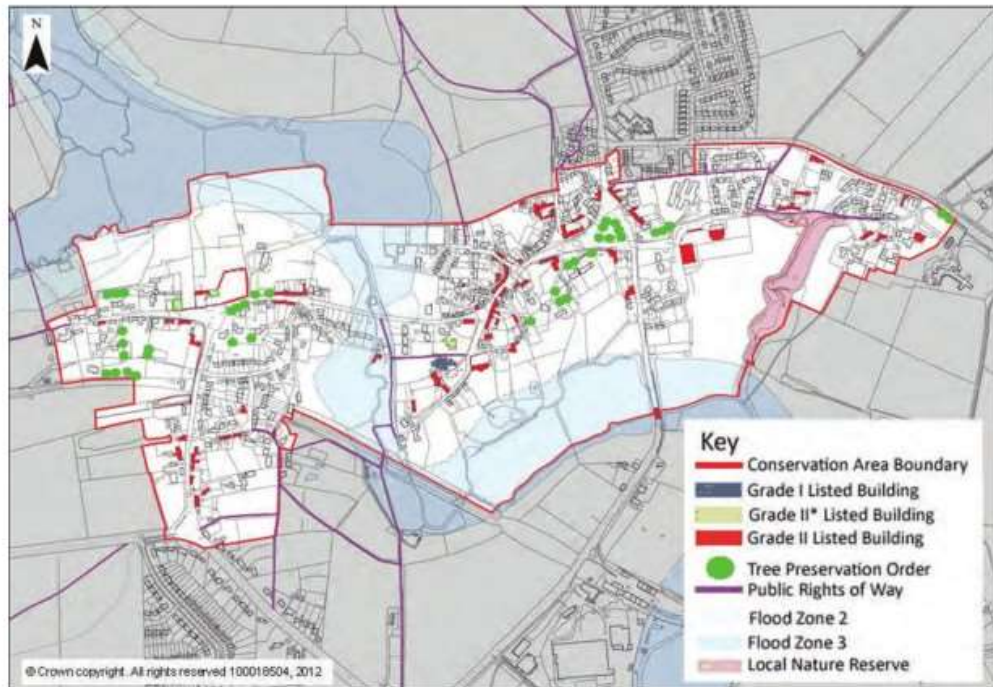 N
Key
Conservation Area Boundary
Grade I Listed Building
Grade II* Listed Building
Grade II Listed Building
Tree Preservation Order
Public Rights of Way
Flood Zone 2
Flood Zone 3
Local Nature Reserve
© Crown copyright. All rights reserved 100016504, 2012